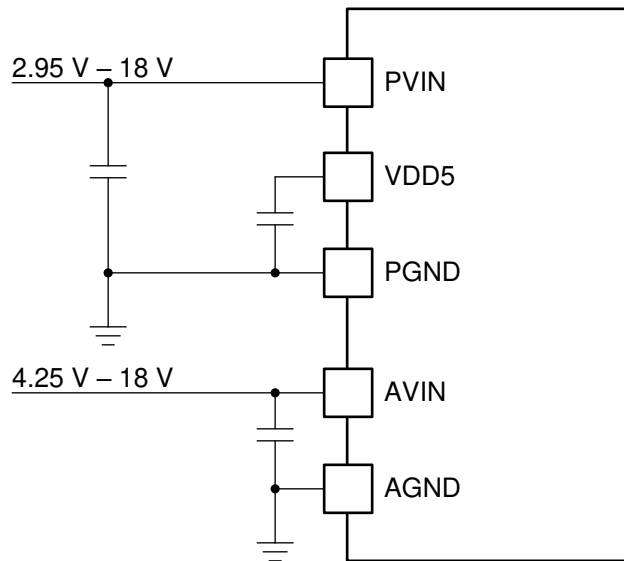 2.95 V – 18 V
PVIN
VDD5
PGND
4.25 V – 18 V
AVIN
AGND